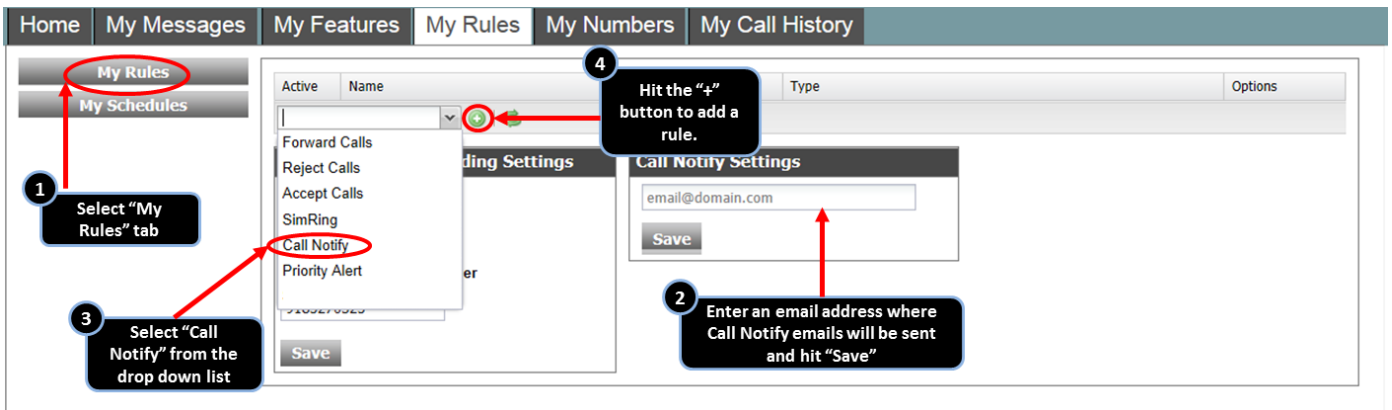 Home My Messages My Features My Rules My Numbers My Call History
My Rules
My Schedules
Active Name Type Options
4
Hit the “+”
button to add a
rule.
Forward Calls
Reject Calls
Accept Calls
SimRing
Call Notify
Priority Alert
ding Settings
er
Save
Call Notify Settings
email@domain.com
Save
1
Select “My
Rules” tab
2
Enter an email address where
Call Notify emails will be sent
and hit “Save”
3
Select “Call
Notify” from the
drop down list